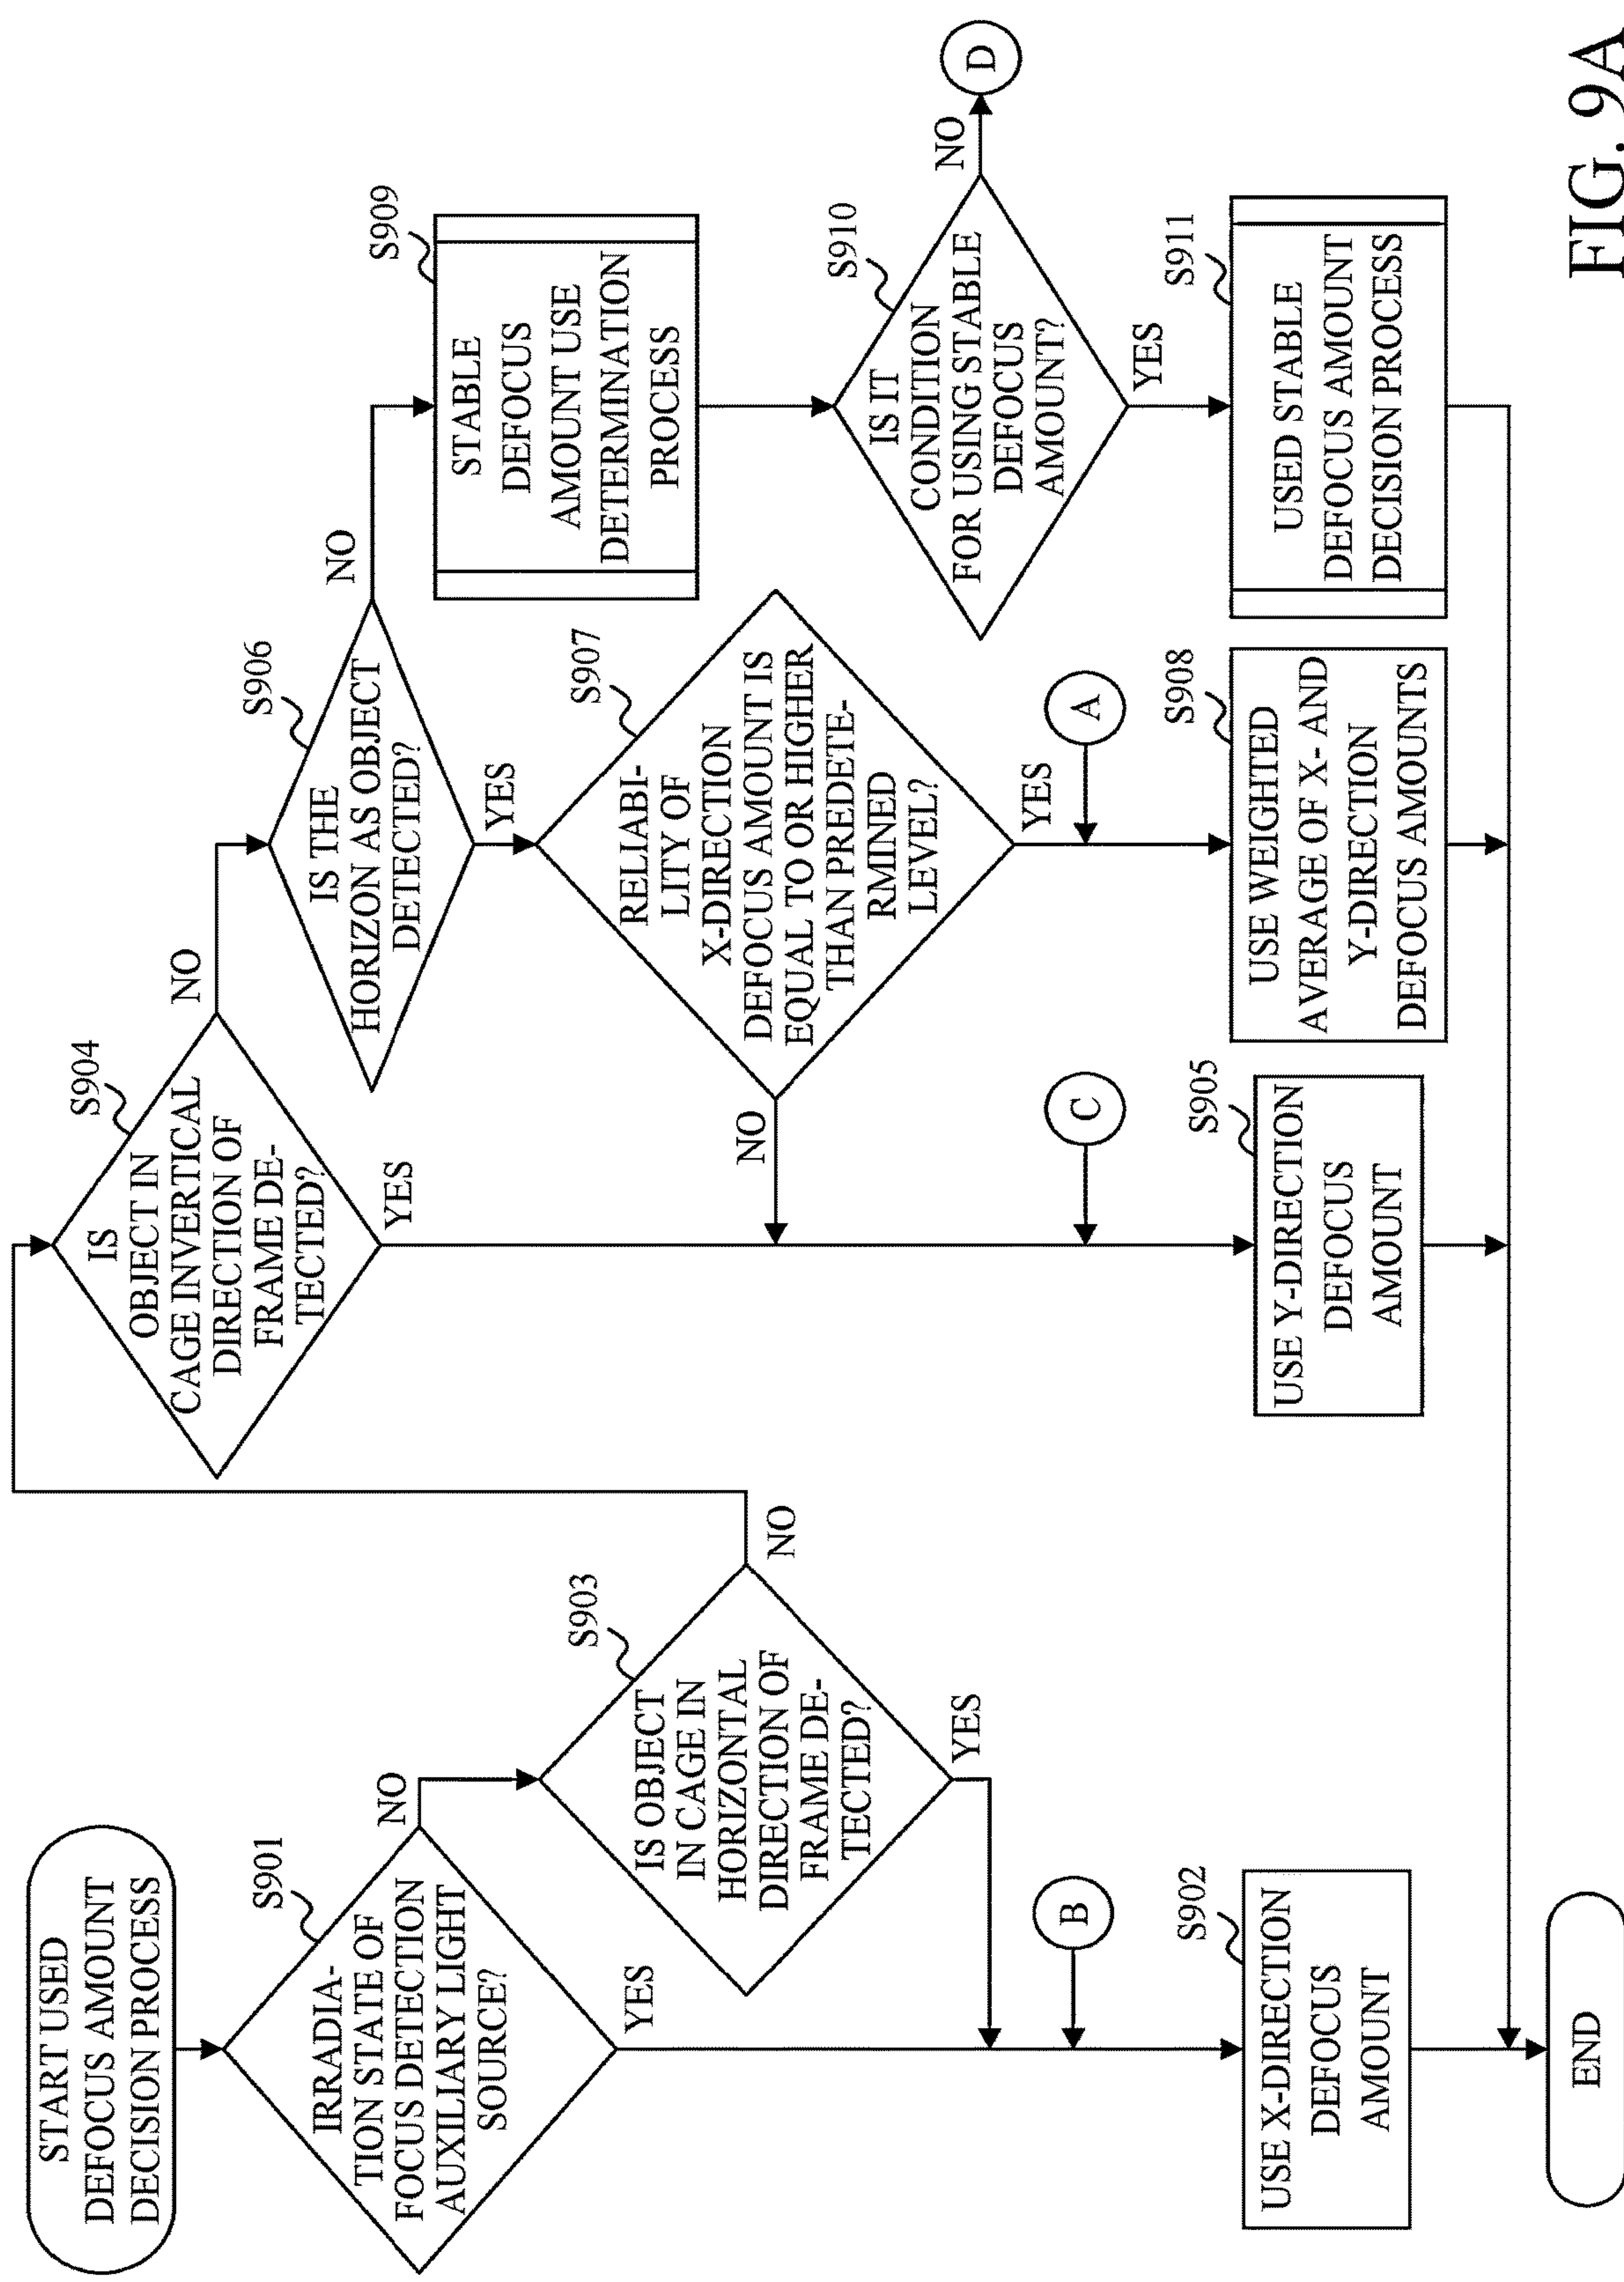 START USED
DEFOCUS AMOUNT
DECISION PROCESS
S901
IRRADIA-
TION STATE OF
FOCUS DETECTION
AUXILIARY LIGHT
SOURCE?
NO
YES
S903
IS OBJECT
IN CAGE IN
HORIZONTAL
DIRECTION OF
FRAME DE-
TECTED?
NO
YES
B
S902
USE X-DIRECTION
DEFOCUS
AMOUNT
END
S904
IS
OBJECT IN
CAGE INVERTICAL
DIRECTION OF
FRAME DE-
TECTED?
NO
YES
C
S905
USE Y-DIRECTION
DEFOCUS
AMOUNT
S906
IS THE
HORIZON AS OBJECT
DETECTED?
NO
YES
S907
RELIABI-
LITY OF
X-DIRECTION
DEFOCUS AMOUNT IS
EQUAL TO OR HIGHER
THAN PREDETE-
RMINED
LEVEL?
NO
YES
A
S908
USE WEIGHTED
AVERAGE OF X- AND
Y-DIRECTION
DEFOCUS AMOUNTS
S909
STABLE
DEFOCUS
AMOUNT USE
DETERMINATION
PROCESS
S910
IS IT
CONDITION
FOR USING STABLE
DEFOCUS
AMOUNT?
NO
D
YES
S911
USED STABLE
DEFOCUS AMOUNT
DECISION PROCESS
FIG. 9A